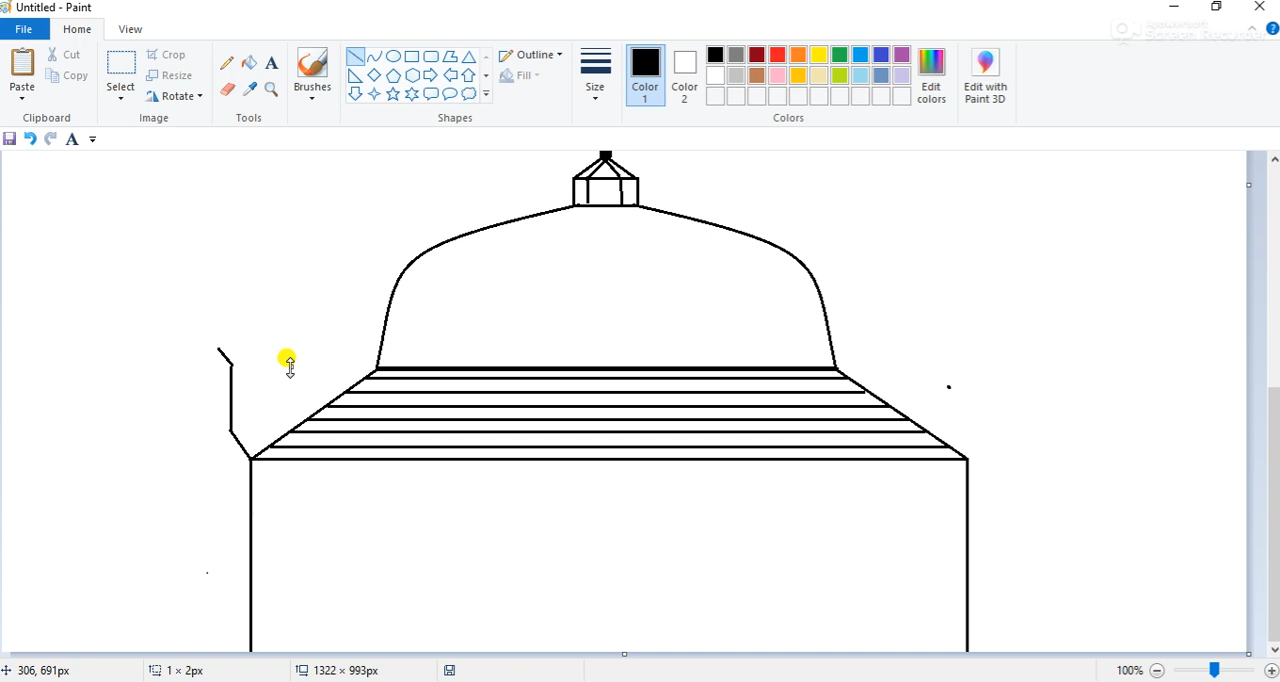 Untitled - Paint
File Home View
Paste
Cut
Copy
Clipboard
Select
Crop
Resize
Rotate
Image
A
Tools
Brushes
Outline
Fill
Shapes
Size
Color 1
Color 2
Edit colors
Colors
Edit with Paint 3D
A
306, 691px
1 × 2px
1322 × 993px
100%